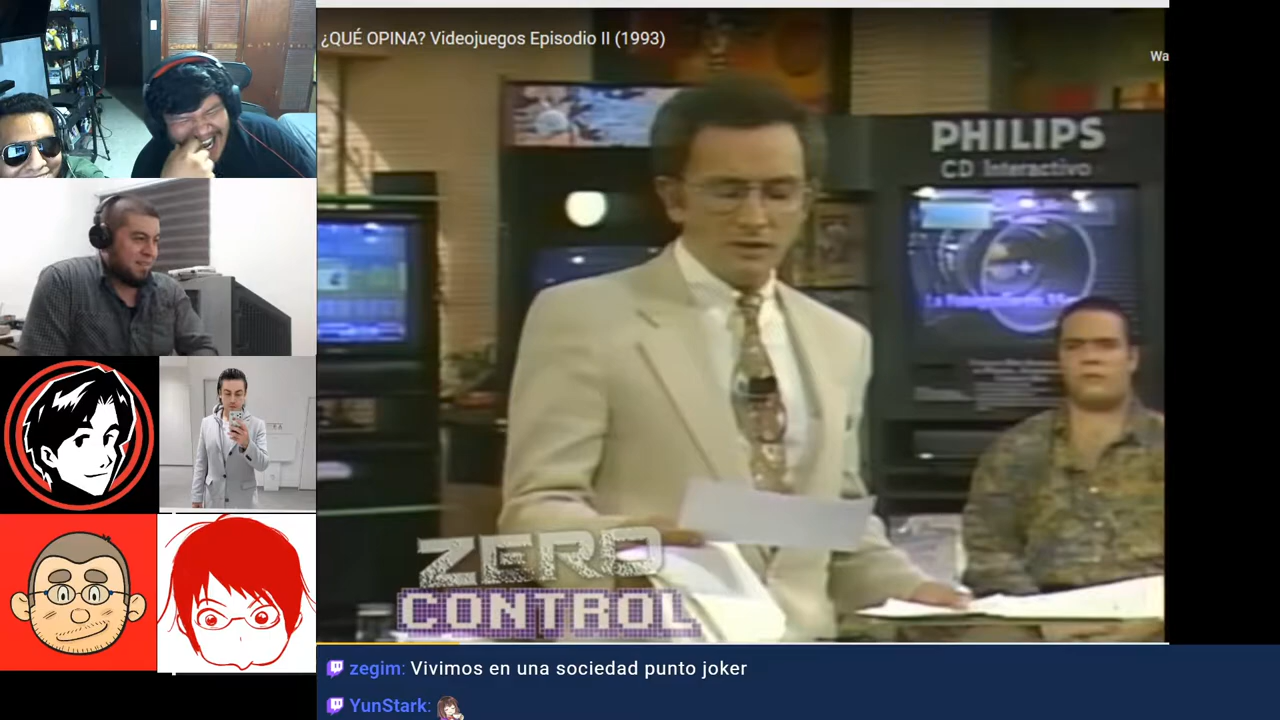 ¿QUÉ OPINA? Videojuegos Episodio II (1993)
Wa
PHILIPS
CD Interactivo
ZERO
CONTROL
zegim: Vivimos en una sociedad punto joker
YunStark: